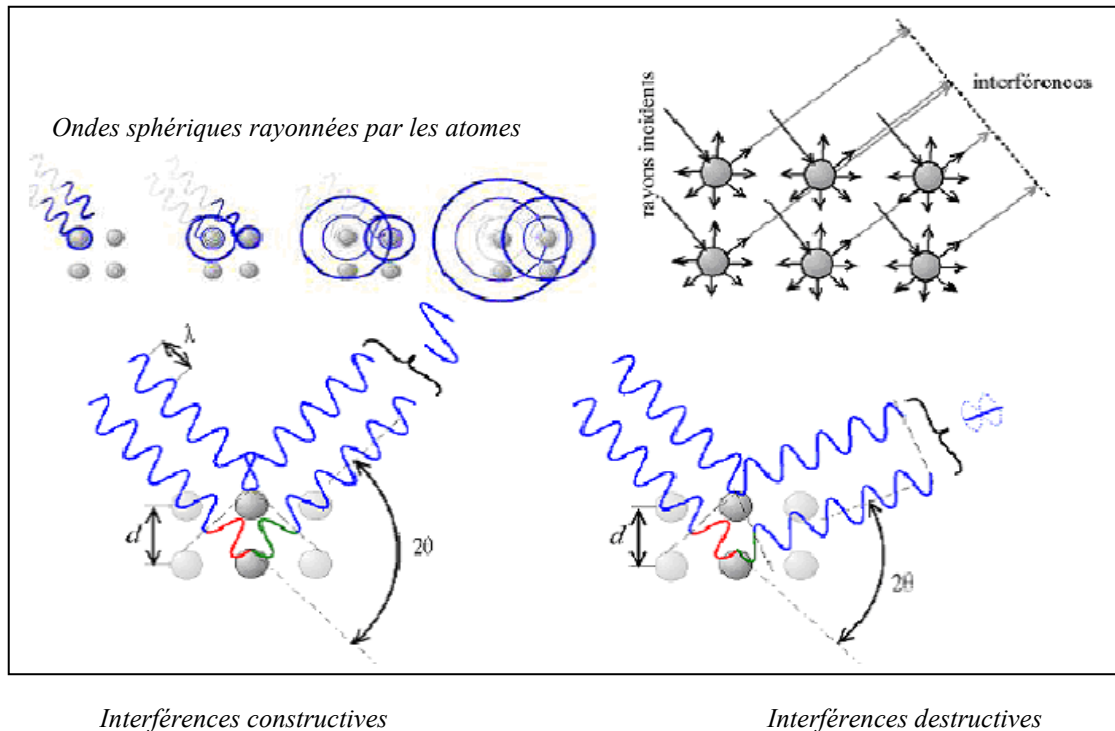 Ondes sphériques rayonnées par les atomes
rayons incidents
interférences
λ
d
2θ
d
2θ
Interférences constructives
Interférences destructives